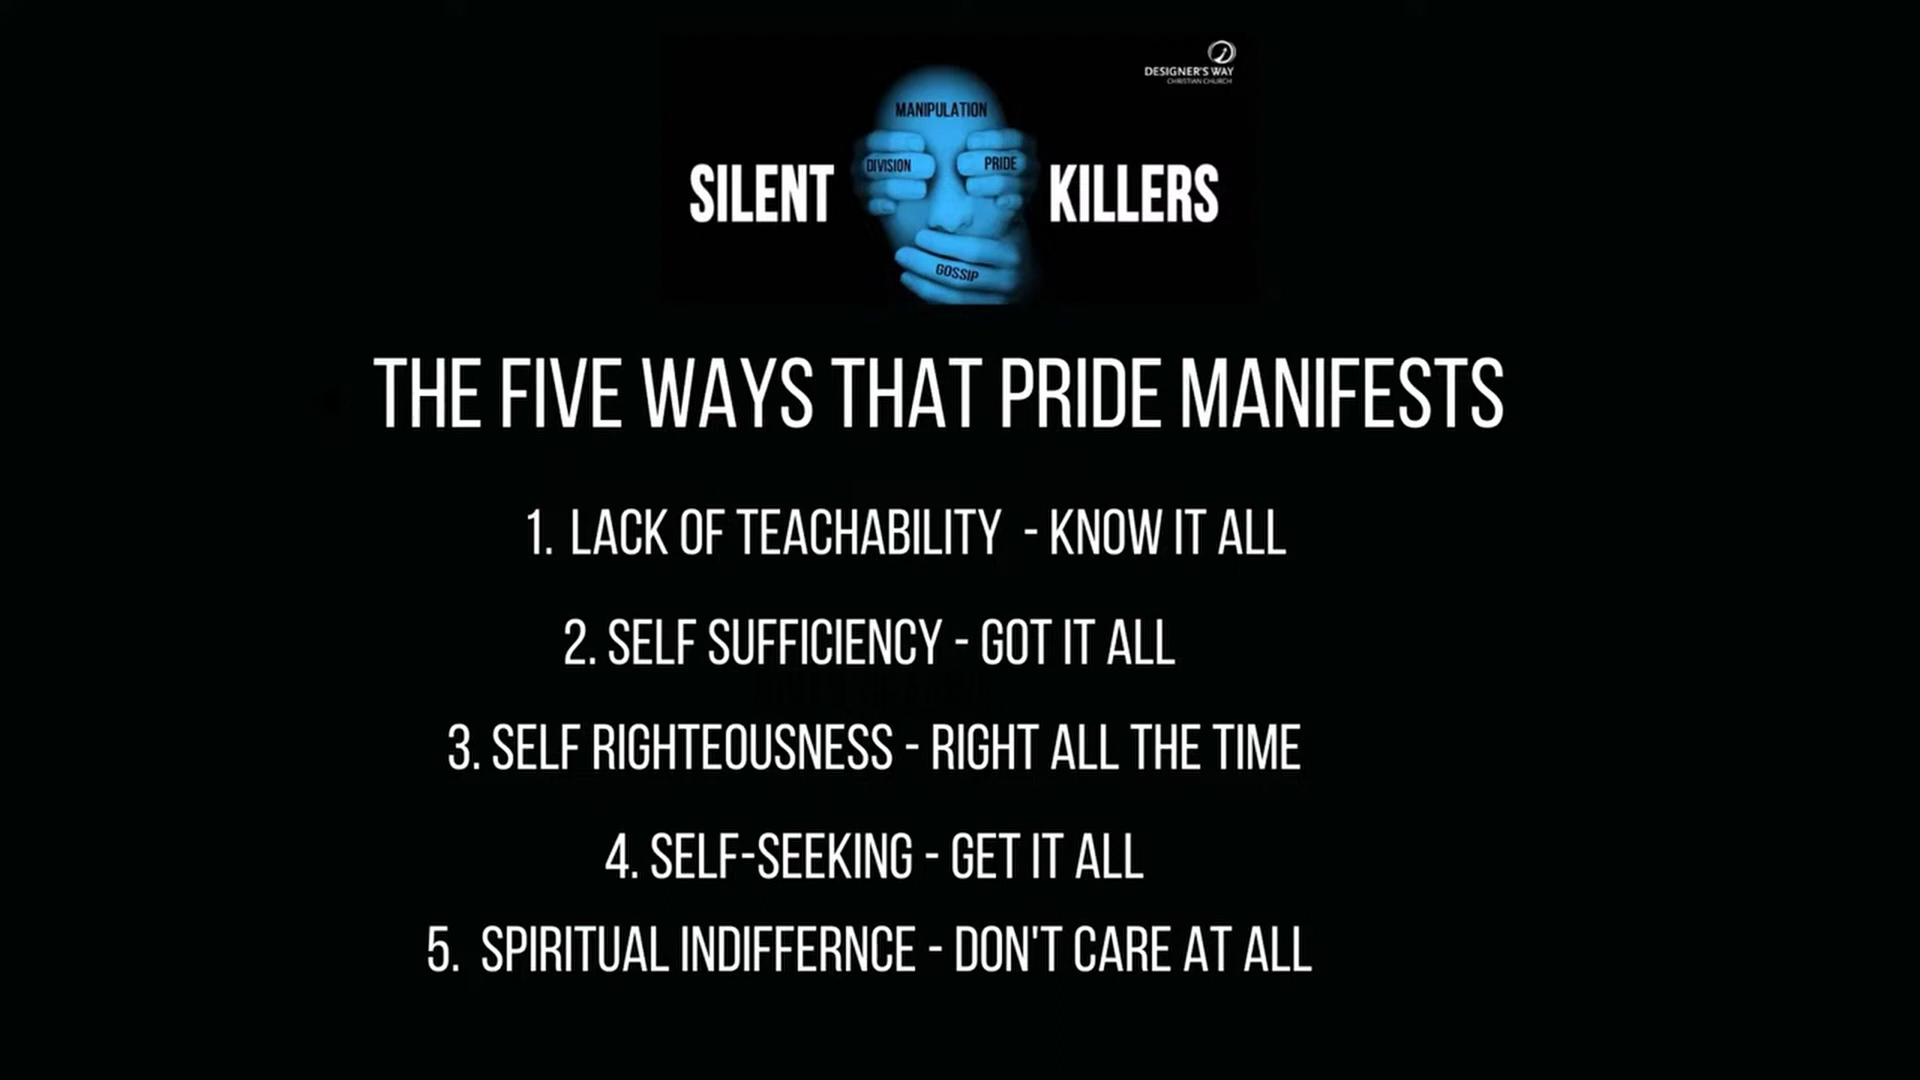 DESIGNER'S WAY
CHRISTIAN CHURCH
MANIPULATION
DIVISION
PRIDE
SILENT
KILLERS
GOSSIP
THE FIVE WAYS THAT PRIDE MANIFESTS
1. LACK OF TEACHABILITY - KNOW IT ALL
2. SELF SUFFICIENCY - GOT IT ALL
3. SELF RIGHTEOUSNESS - RIGHT ALL THE TIME
4. SELF-SEEKING - GET IT ALL
5. SPIRITUAL INDIFFERNCE - DON'T CARE AT ALL